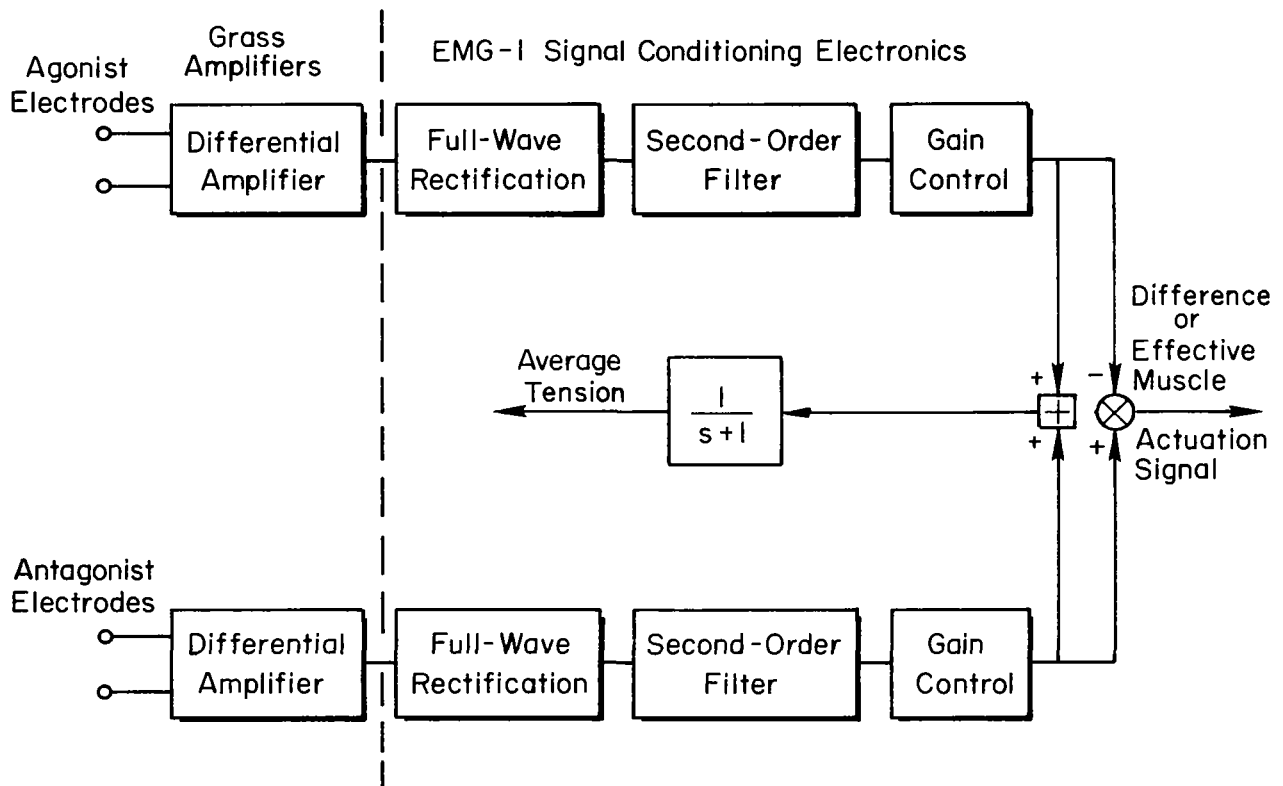 Grass
Amplifiers
EMG-1 Signal Conditioning Electronics
Agonist
Electrodes
Differential
Amplifier
Full-Wave
Rectification
Second-Order
Filter
Gain
Control
Difference
or
Effective
Muscle
Actuation
Signal
+
-
+
+
+
Average
Tension
1
s+1
Antagonist
Electrodes
Differential
Amplifier
Full-Wave
Rectification
Second-Order
Filter
Gain
Control